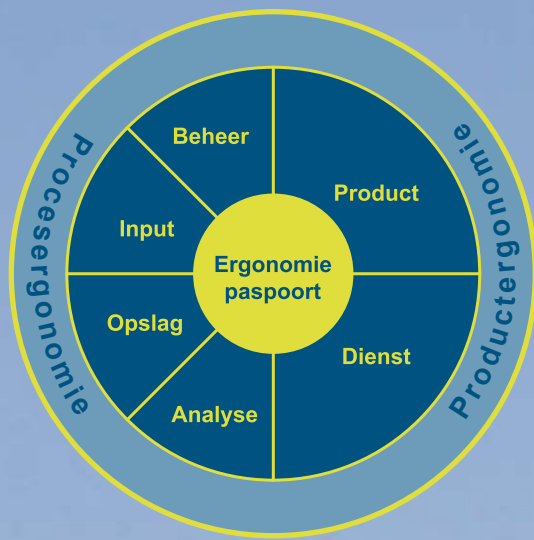 Procesergonomie
Productergonomie
Beheer
Product
Input
Ergonomie
paspoort
Opslag
Dienst
Analyse